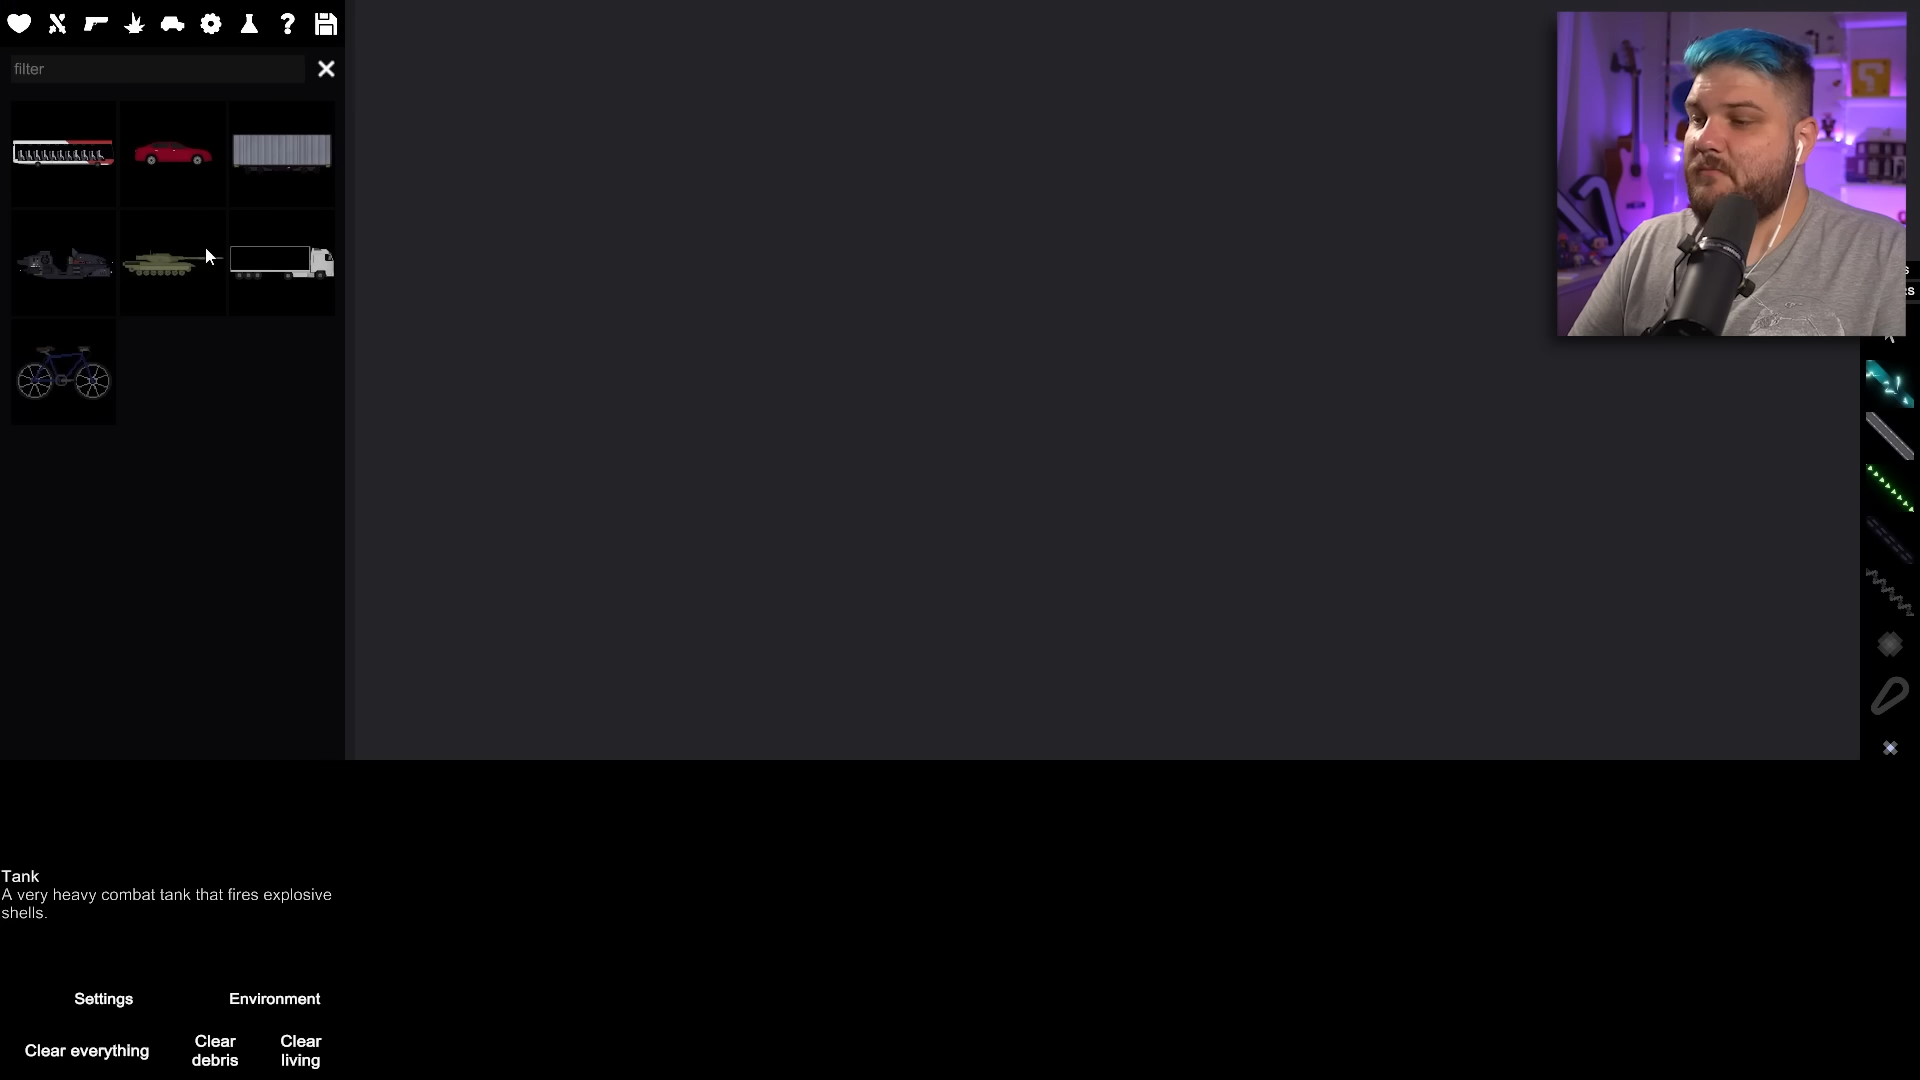 filter
Tank
A very heavy combat tank that fires explosive
shells.
Settings
Environment
Clear everything
Clear
debris
Clear
living